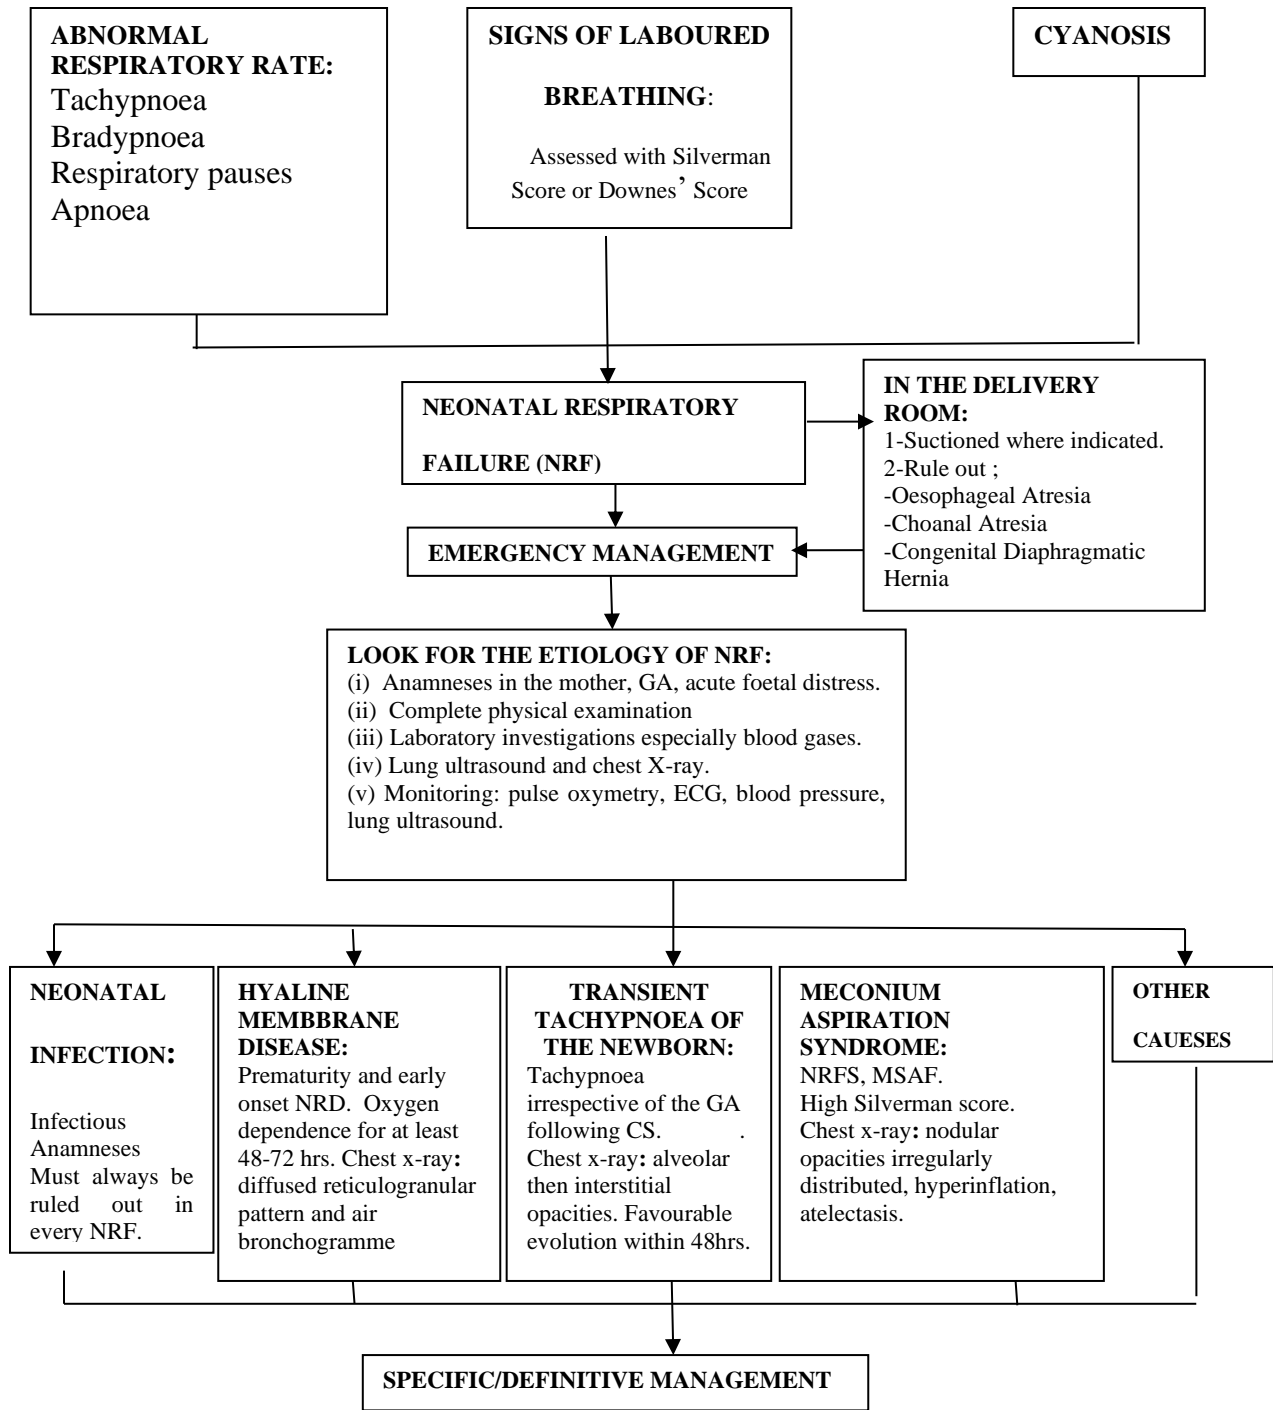 ABNORMAL
RESPIRATORY RATE:
Tachypnoea
Bradypnoea
Respiratory pauses
Apnoea
SIGNS OF LABOURED
BREATHING:
Assessed with Silverman
Score or Downes’ Score
CYANOSIS
NEONATAL RESPIRATORY
FAILURE (NRF)
IN THE DELIVERY
ROOM:
1-Suctioned where indicated.
2-Rule out ;
-Oesophageal Atresia
-Choanal Atresia
-Congenital Diaphragmatic
Hernia
EMERGENCY MANAGEMENT
LOOK FOR THE ETIOLOGY OF NRF:
(i) Anamneses in the mother, GA, acute foetal distress.
(ii) Complete physical examination
(iii) Laboratory investigations especially blood gases.
(iv) Lung ultrasound and chest X-ray.
(v) Monitoring: pulse oxymetry, ECG, blood pressure,
lung ultrasound.
NEONATAL
INFECTION:
Infectious
Anamneses
Must always be
ruled out in
every NRF.
HYALINE
MEMBBRANE
DISEASE:
Prematurity and early
onset NRD. Oxygen
dependence for at least
48-72 hrs. Chest x-ray:
diffused reticulogranular
pattern and air
bronchogramme
TRANSIENT
TACHYPNOEA OF
THE NEWBORN:
Tachypnoea
irrespective of the GA
following CS. .
Chest x-ray: alveolar
then interstitial
opacities. Favourable
evolution within 48hrs.
MECONIUM
ASPIRATION
SYNDROME:
NRFS, MSAF.
High Silverman score.
Chest x-ray: nodular
opacities irregularly
distributed, hyperinflation,
atelectasis.
OTHER
CAUESES
SPECIFIC/DEFINITIVE MANAGEMENT